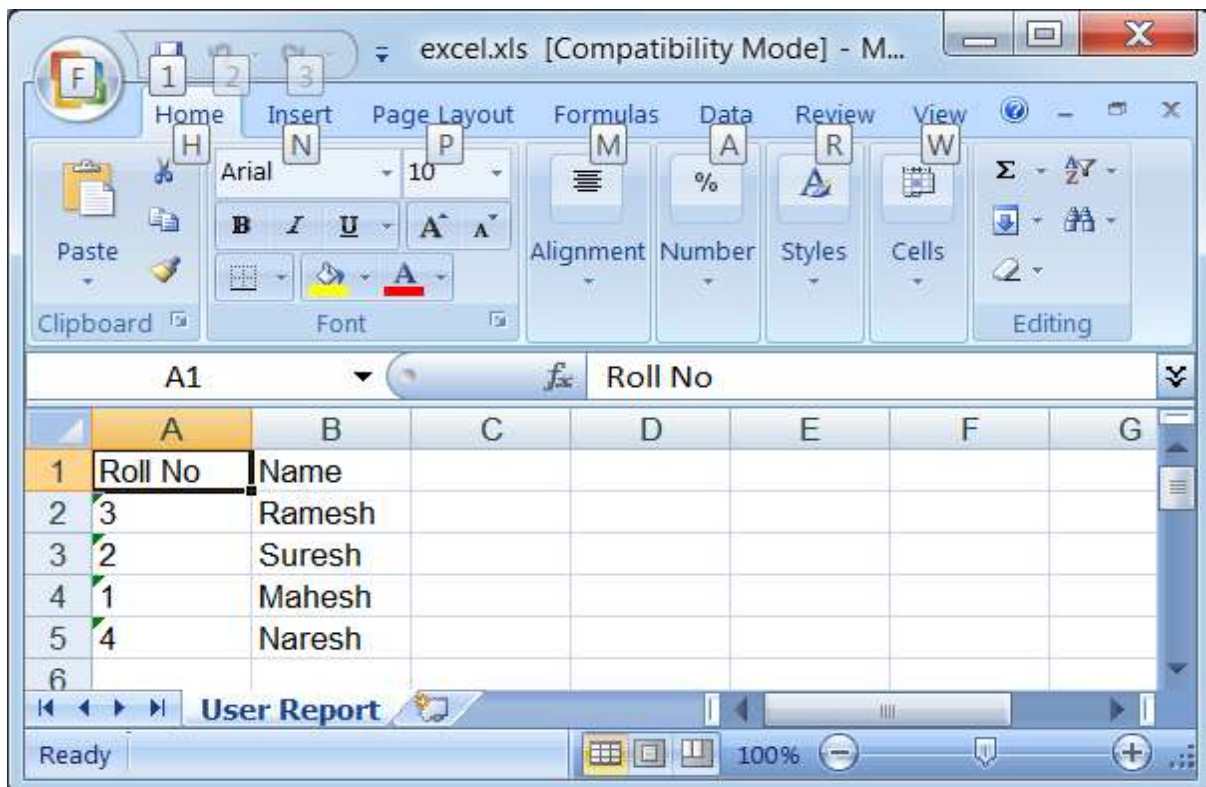 excel.xls [Compatibility Mode] - M...
F 1 2 3
Home Insert Page Layout Formulas Data Review View
H N P M A R W
Arial 10
B I U A A
Paste Alignment Number Styles Cells
% A Σ A Z
A
Clipboard Font Editing
A1 fx Roll No
A B C D E F G
1 Roll No Name
2 3 Ramesh
3 2 Suresh
4 1 Mahesh
5 4 Naresh
6
User Report
Ready 100%